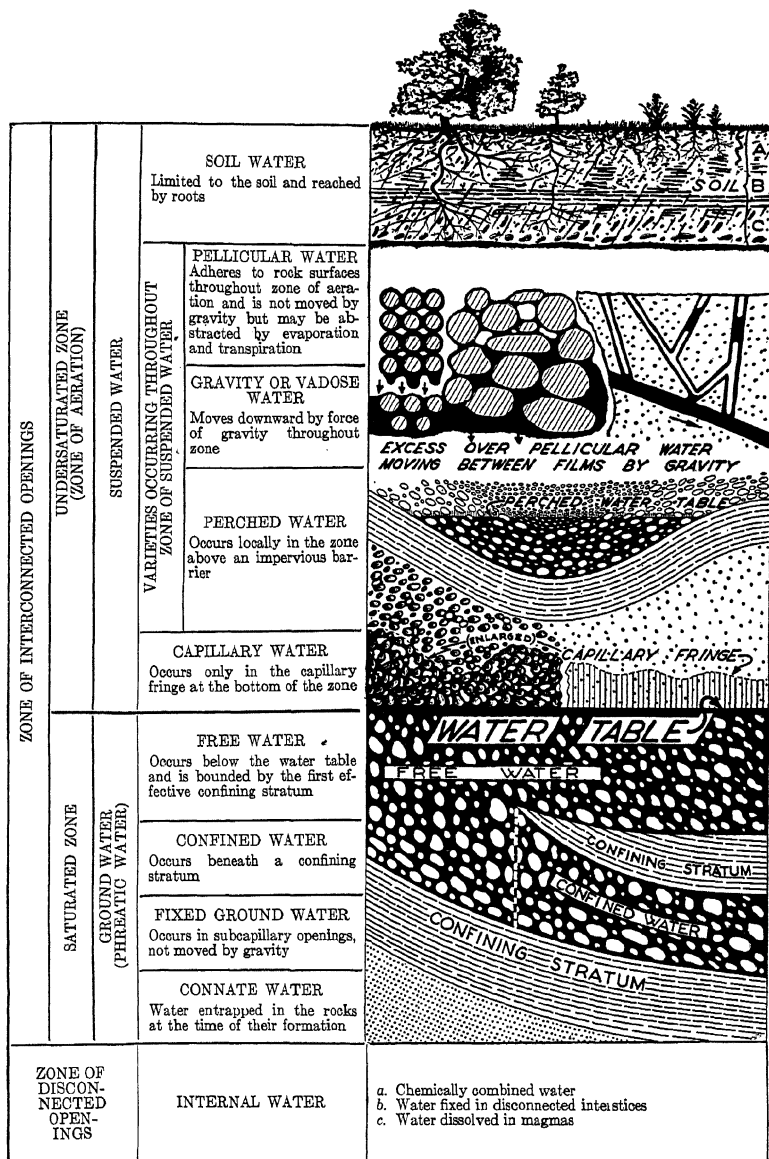 ZONE OF INTERCONNECTED OPENINGS
UNDERSATURATED ZONE
(ZONE OF AERATION)
SUSPENDED WATER
SOIL WATER
Limited to the soil and reached
by roots
VARIETIES OCCURRING THROUGHOUT
ZONE OF SUSPENDED WATER
PELLICULAR WATER
Adheres to rock surfaces
throughout zone of aera-
tion and is not moved by
gravity but may be ab-
stracted by evaporation
and transpiration
GRAVITY OR VADOSE
WATER
Moves downward by force
of gravity throughout
zone
PERCHED WATER
Occurs locally in the zone
above an impervious bar-
rier
CAPILLARY WATER
Occurs only in the capillary
fringe at the bottom of the zone
SATURATED ZONE
GROUND WATER
(PHREATIC WATER)
FREE WATER
Occurs below the water table
and is bounded by the first ef-
fective confining stratum
CONFINED WATER
Occurs beneath a confining
stratum
FIXED GROUND WATER
Occurs in subcapillary openings,
not moved by gravity
CONNATE WATER
Water entrapped in the rocks
at the time of their formation
A
SOIL B
C
EXCESS OVER PELLICULAR WATER
MOVING BETWEEN FILMS BY GRAVITY
PERCHED WATER TABLE
(ENLARGED)
CAPILLARY FRINGE
WATER TABLE
FREE WATER
CONFINING STRATUM
CONFINED WATER
CONFINING STRATUM
ZONE OF
DISCON-
NECTED
OPEN-
INGS
INTERNAL WATER
a. Chemically combined water
b. Water fixed in disconnected interstices
c. Water dissolved in magmas